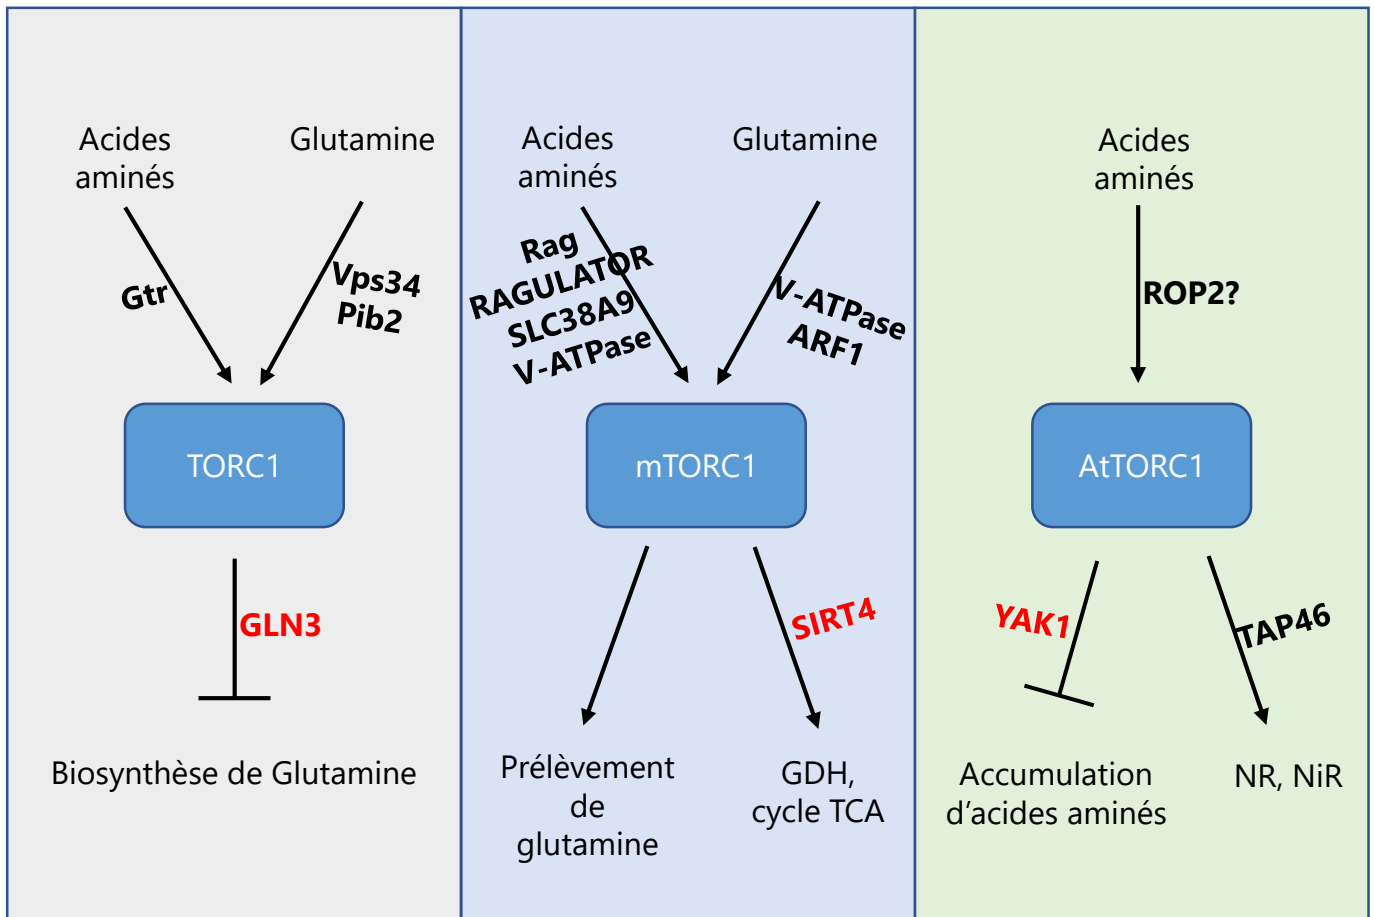 Acides
aminés
Glutamine
Gtr
Vps34
Pib2
TORC1
GLN3
Biosynthèse de Glutamine
Acides
aminés
Glutamine
Rag
RAGULATOR
SLC38A9
V-ATPase
V-ATPase
ARF1
mTORC1
SIRT4
Prélèvement
de
glutamine
GDH,
cycle TCA
Acides
aminés
ROP2?
AtTORC1
YAK1
TAP46
Accumulation
d’acides aminés
NR, NiR